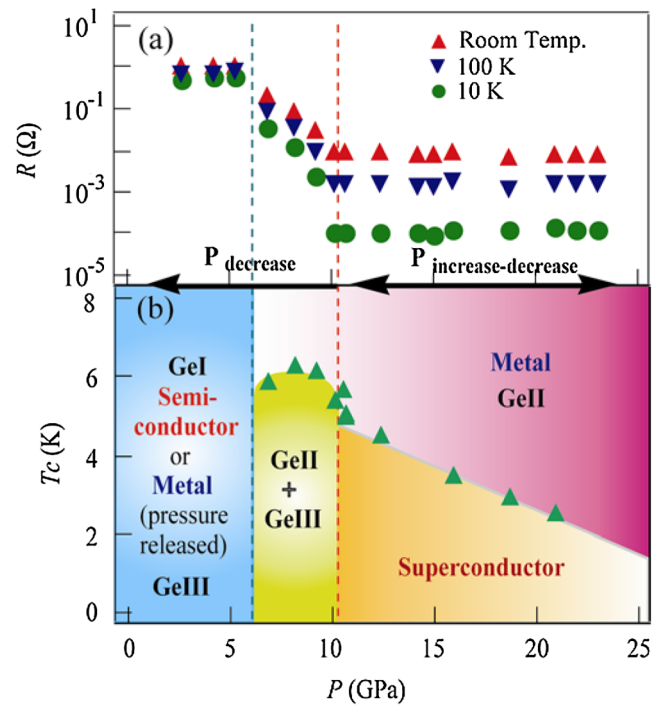 10¹
(a)
Room Temp.
100 K
10 K
10⁻¹
R (Ω)
10⁻³
10⁻⁵
P decrease
P increase-decrease
8
(b)
6
4
2
0
Tc (K)
GeI
Semi-
conductor
or
Metal
(pressure
released)
GeIII
GeII
+
GeIII
Metal
GeII
Superconductor
0 5 10 15 20 25
P (GPa)